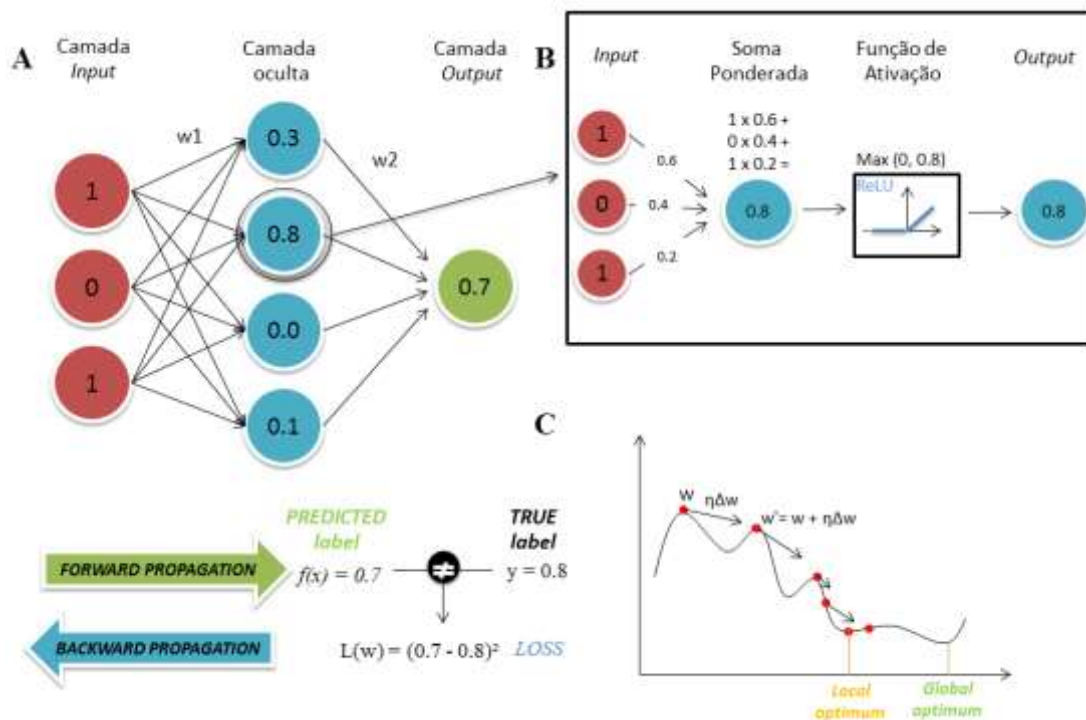 A
Camada
Input
Camada
oculta
Camada
Output
w1
w2
1
0
1
0.3
0.8
0.0
0.1
0.7
FORWARD PROPAGATION
BACKWARD PROPAGATION
PREDICTED
label
f(x) = 0.7
≠
TRUE
label
y = 0.8
L(w) = (0.7 - 0.8)² LOSS
B
Input
Soma
Ponderada
Função de
Ativação
Output
1
0
1
0.6
0.4
0.2
1 x 0.6 +
0 x 0.4 +
1 x 0.2 =
0.8
Max (0, 0.8)
ReLU
0.8
C
w
η∆w
w'= w + η∆w
Local
optimum
Global
optimum